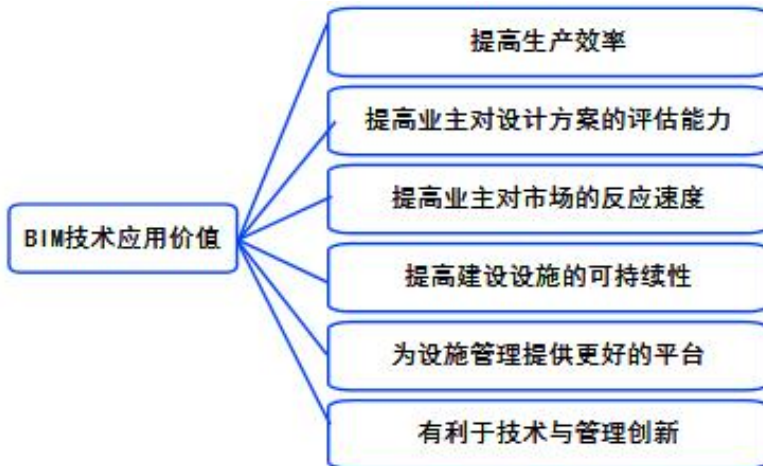 提高生产效率
提高业主对设计方案的评估能力
提高业主对市场的反应速度
BIM技术应用价值
提高建设设施的可持续性
为设施管理提供更好的平台
有利于技术与管理创新